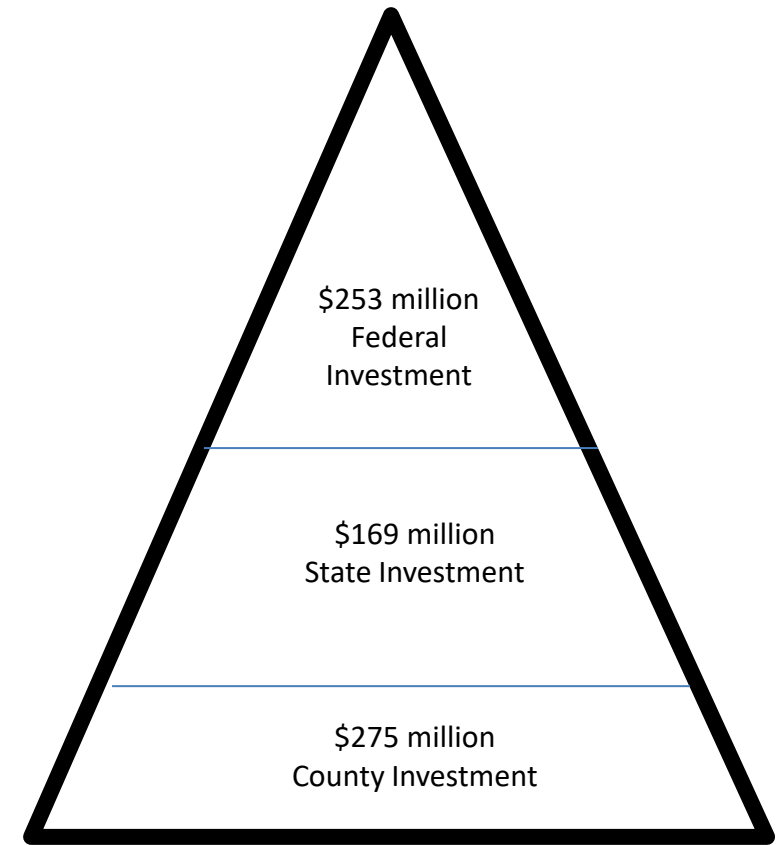 $253 million
Federal
Investment
$169 million
State Investment
$275 million
County Investment